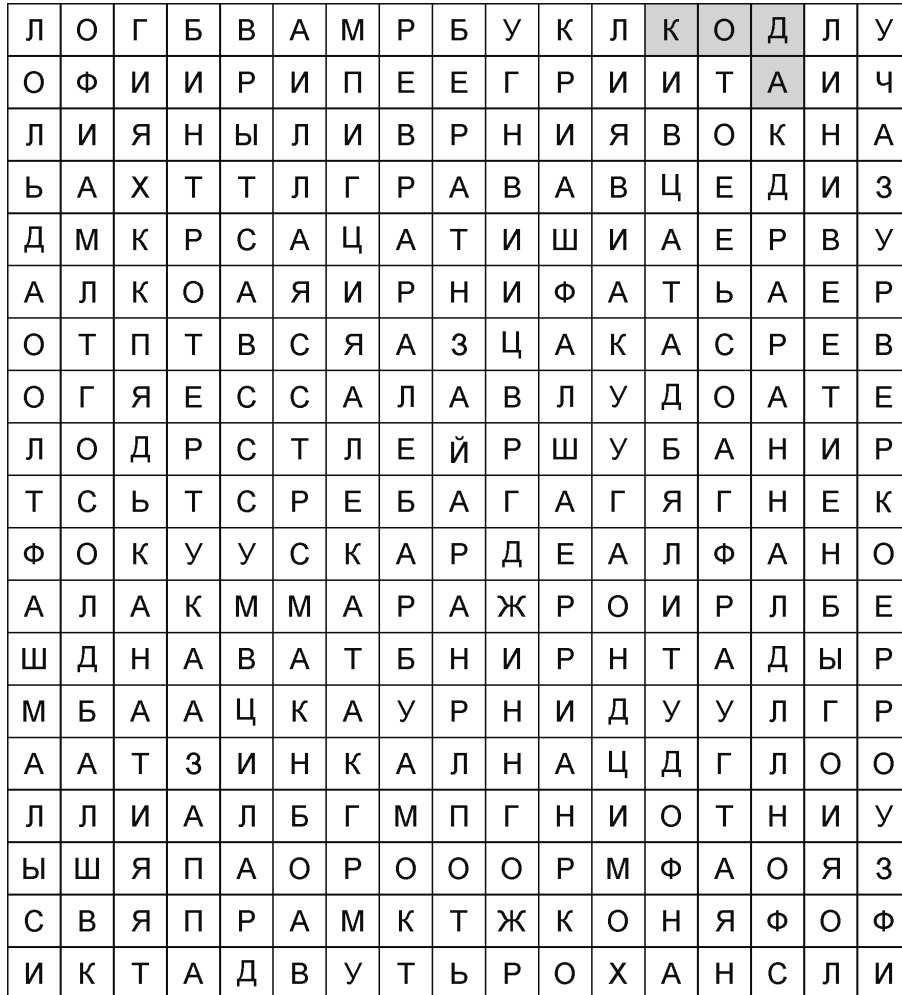 Л О Г Б В А М Р Б У К Л К О Д Л У
О Ф И И Р И П Е Е Г Р И И Т А И Ч
Л И Я Н Ы Л И В Р Н И Я В О К Н А
Ь А Х Т Т Л Г Р А В А В Ц Е Д И З
Д М К Р С А Ц А Т И Ш И А Е Р В У
А Л К О А Я И Р Н И Ф А Т Ь А Е Р
О Т П Т В С Я А З Ц А К А С Р Е В
О Г Я Е С С А Л А В Л У Д О А Т Е
Л О Д Р С Т Л Е Й Р Ш У Б А Н И Р
Т С Ь Т С Р Е Б А Г А Г Я Г Н Е К
Ф О К У У С К А Р Д Е А Л Ф А Н О
А Л А К М М А Р А Ж Р О И Р Л Б Е
Ш Д Н А В А Т Б Н И Р Н Т А Д Ы Р
М Б А А Ц К А У Р Н И Д У У Л Г Р
А А Т З И Н К А Л Н А Ц Д Г Л О О
Л Л И А Л Б Г М П Г Н И О Т Н И У
Ы Ш Я П А О Р О О О Р М Ф А О Я З
С В Я П Р А М К Т Ж К О Н Я Ф О Ф
И К Т А Д В У Т Ь Р О Х А Н С Л И